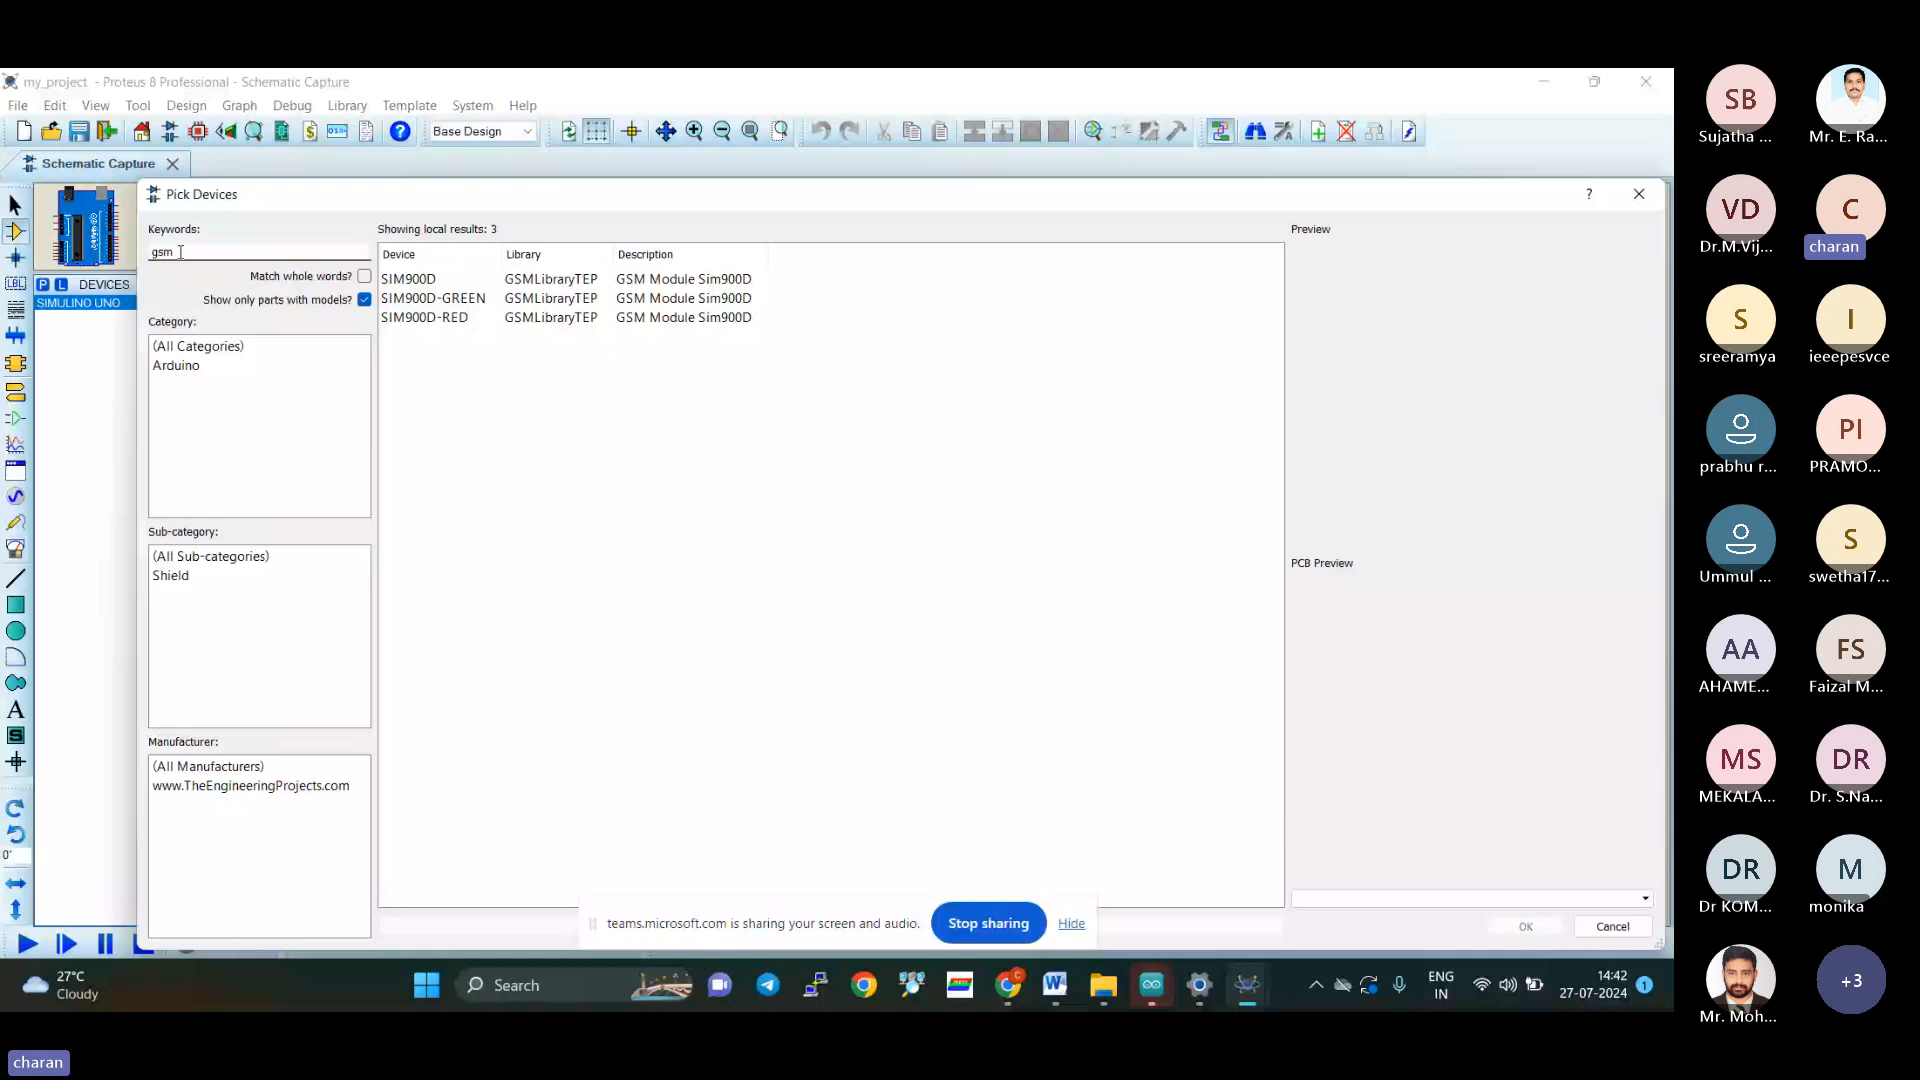 my_project - Proteus 8 Professional - Schematic Capture
File Edit View Tool Design Graph Debug Library Template System Help
Base Design
Schematic Capture
Pick Devices
?
Keywords:
gsm
Match whole words?
Show only parts with models?
Category:
(All Categories)
Arduino
Sub-category:
(All Sub-categories)
Shield
Manufacturer:
(All Manufacturers)
www.TheEngineeringProjects.com
Showing local results: 3
Device Library Description
SIM900D GSMLibraryTEP GSM Module Sim900D
SIM900D-GREEN GSMLibraryTEP GSM Module Sim900D
SIM900D-RED GSMLibraryTEP GSM Module Sim900D
Preview
PCB Preview
OK Cancel
P L DEVICES
SIMULINO UNO
LBL
A
S
0°
teams.microsoft.com is sharing your screen and audio. Stop sharing Hide
27°C
Cloudy
Search
ENG
IN
14:42
27-07-2024
1
SB
Sujatha ...
Mr. E. Ra...
VD
Dr.M.Vij...
C
charan
S
sreeramya
I
ieeepesvce
prabhu r...
PI
PRAMO...
Ummul ...
S
swetha17...
AA
AHAME...
FS
Faizal M...
MS
MEKALA...
DR
Dr. S.Na...
DR
Dr KOM...
M
monika
Mr. Moh...
+3
charan